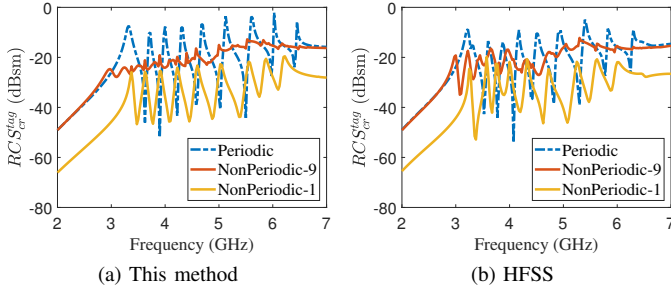 0
-20
-40
-60
-80
RCS_{cr}^{tag} (dBsm)
Periodic
NonPeriodic-9
NonPeriodic-1
2 3 4 5 6 7
Frequency (GHz)
(a) This method
0
-20
-40
-60
-80
RCS_{cr}^{tag} (dBsm)
Periodic
NonPeriodic-9
NonPeriodic-1
2 3 4 5 6 7
Frequency (GHz)
(b) HFSS